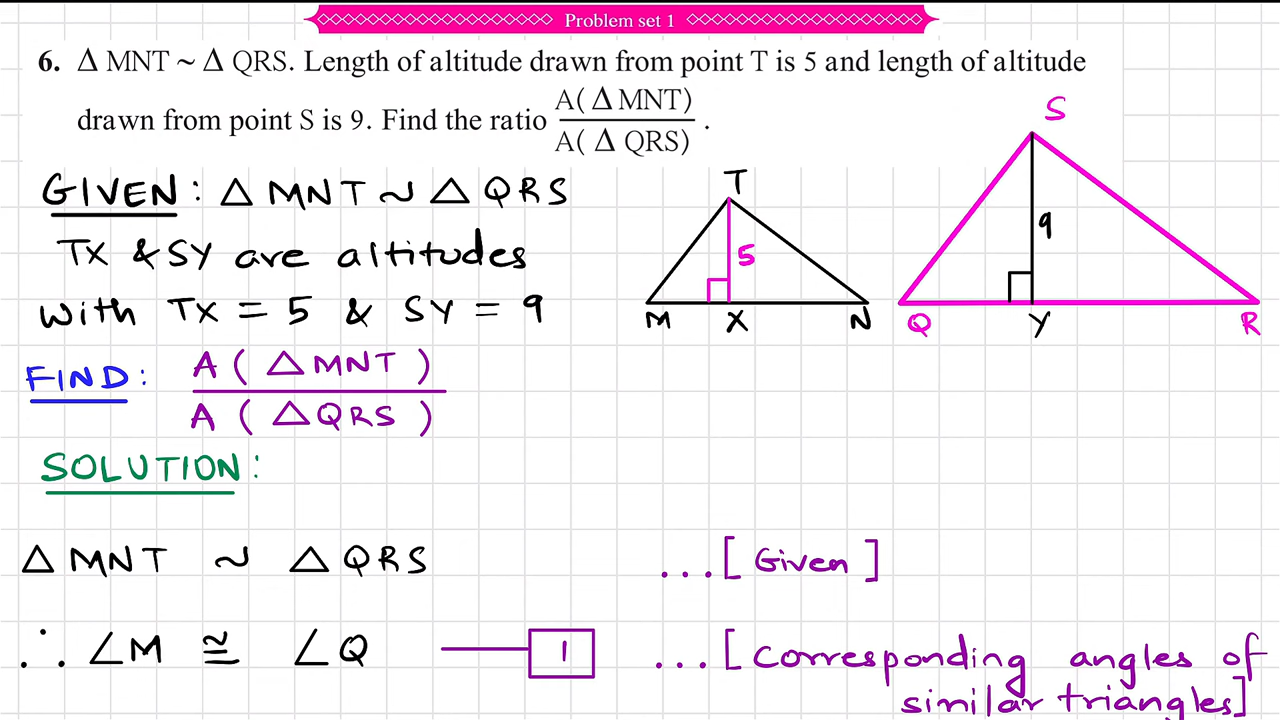 Problem set 1
6. Δ MNT ~ Δ QRS. Length of altitude drawn from point T is 5 and length of altitude
drawn from point S is 9. Find the ratio A( Δ MNT) / A( Δ QRS) .
GIVEN : △ MNT ~ △ QRS
TX & SY are altitudes
with TX = 5 & SY = 9
T
5
M X N
S
9
Q Y R
FIND : A ( △ MNT ) / A ( △ QRS )
SOLUTION :
△ MNT ~ △ QRS ...[ Given ]
∴ ∠M ≅ ∠Q — 1 ...[ corresponding angles of
similar triangles]